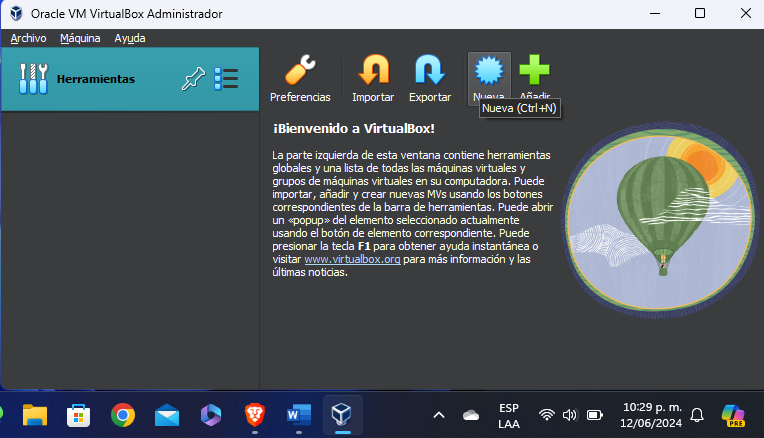 Oracle VM VirtualBox Administrador
Archivo Máquina Ayuda
Herramientas
Preferencias Importar Exportar Nueva Añadir
Nueva (Ctrl+N)
¡Bienvenido a VirtualBox!
La parte izquierda de esta ventana contiene herramientas
globales y una lista de todas las máquinas virtuales y
grupos de máquinas virtuales en su computadora. Puede
importar, añadir y crear nuevas MVs usando los botones
correspondientes de la barra de herramientas. Puede abrir
un «popup» del elemento seleccionado actualmente
usando el botón de elemento correspondiente. Puede
presionar la tecla F1 para obtener ayuda instantánea o
visitar www.virtualbox.org para más información y las
últimas noticias.
ESP
LAA
10:29 p. m.
12/06/2024
PRE